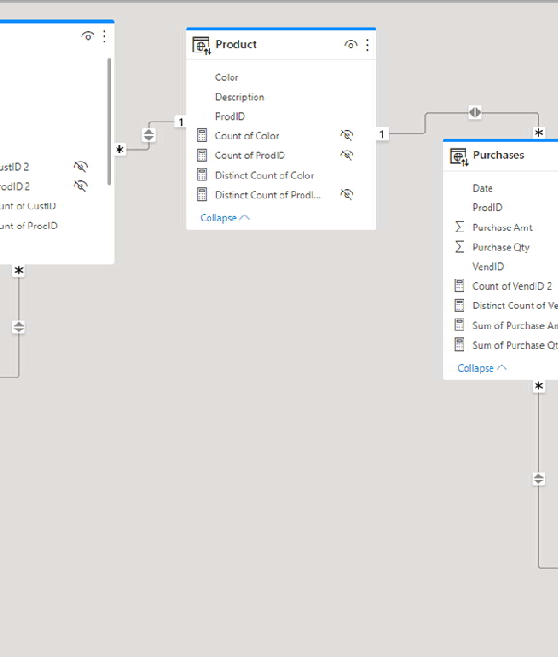 ustID 2
rodID 2
unt of CustID
unt of ProdID
*
*
1
Product
Color
Description
ProdID
Count of Color
Count of ProdID
Distinct Count of Color
Distinct Count of ProdI...
Collapse
1
*
Purchases
Date
ProdID
Purchase Amt
Purchase Qty
VendID
Count of VendID 2
Distinct Count of Ve
Sum of Purchase Am
Sum of Purchase Qt
Collapse
*